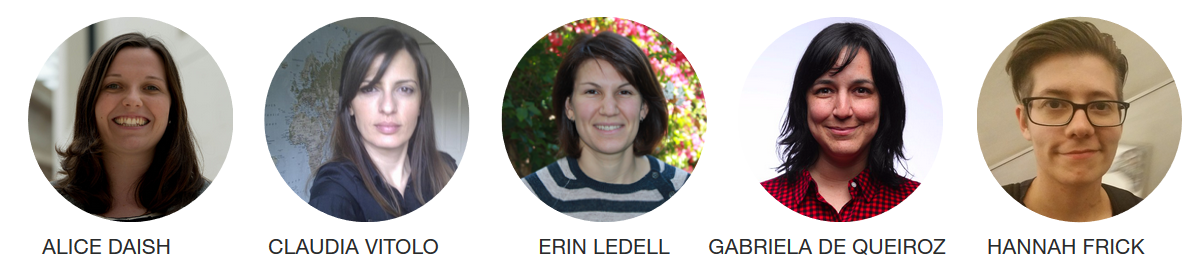 ALICE DAISH
CLAUDIA VITOLO
ERIN LEDELL
GABRIELA DE QUEIROZ
HANNAH FRICK